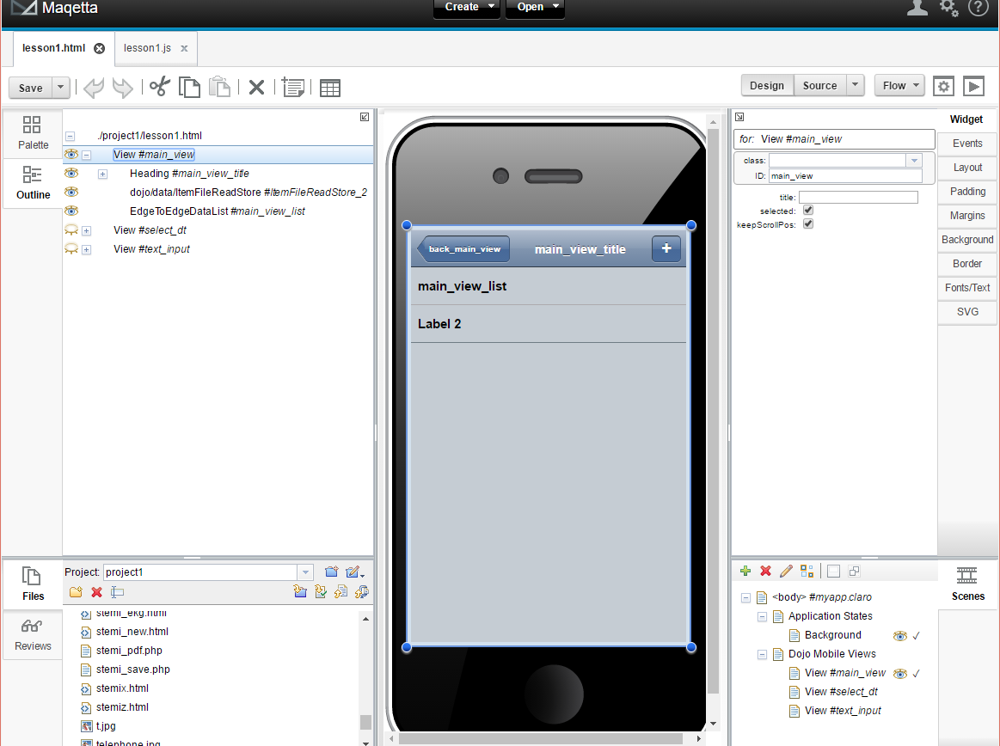 Maqetta
Create
Open
lesson1.html
lesson1.js
Save
Design
Source
Flow
Palette
Outline
./project1/lesson1.html
View #main_view
Heading #main_view_title
dojo/data/ItemFileReadStore #ItemFileReadStore_2
EdgeToEdgeDataList #main_view_list
View #select_dt
View #text_input
back_main_view
main_view_title
+
main_view_list
Label 2
for: View #main_view
class:
ID: main_view
title:
selected:
keepScrollPos:
Widget
Events
Layout
Padding
Margins
Background
Border
Fonts/Text
SVG
Files
Reviews
Project: project1
stemi_ekg.html
stemi_new.html
stemi_pdf.php
stemi_save.php
stemix.html
stemiz.html
t.jpg
telephone.jpg
<body> #myapp.claro
Application States
Background
Dojo Mobile Views
View #main_view
View #select_dt
View #text_input
Scenes